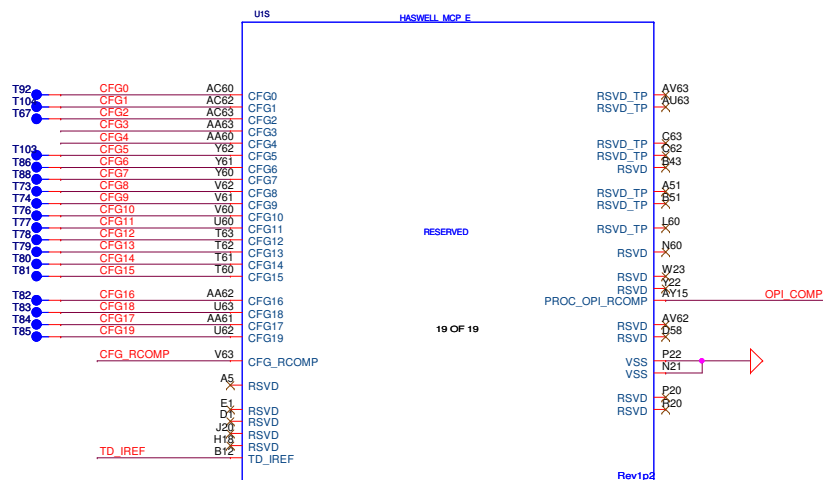 U1S HASWELL_MCP_E
T92 CFG0 AC60 CFG0 RSVD_TP AV63
T104 CFG1 AC62 CFG1 RSVD_TP AU63
T67 CFG2 AC63 CFG2
CFG3 AA63 CFG3
CFG4 AA60 CFG4 RSVD_TP C63
T103 CFG5 Y62 CFG5 RSVD_TP C62
T86 CFG6 Y61 CFG6 RSVD B43
T88 CFG7 Y60 CFG7
T73 CFG8 V62 CFG8 RSVD_TP A51
T74 CFG9 V61 CFG9 RSVD_TP B51
T76 CFG10 V60 CFG10
T77 CFG11 U60 CFG11 RESERVED RSVD_TP L60
T78 CFG12 T63 CFG12
T79 CFG13 T62 CFG13 RSVD N60
T80 CFG14 T61 CFG14
T81 CFG15 T60 CFG15 RSVD W23
RSVD Y22
T82 CFG16 AA62 CFG16 PROC_OPI_RCOMP AY15 OPI_COMP
T83 CFG18 U63 CFG18
T84 CFG17 AA61 CFG17 19 OF 19 RSVD AV62
T85 CFG19 U62 CFG19 RSVD D58
CFG_RCOMP V63 CFG_RCOMP VSS P22
VSS N21
A5 RSVD
RSVD P20
E1 RSVD RSVD R20
D1 RSVD
J20 RSVD
H18 RSVD
TD_IREF B12 TD_IREF
Rev1p2